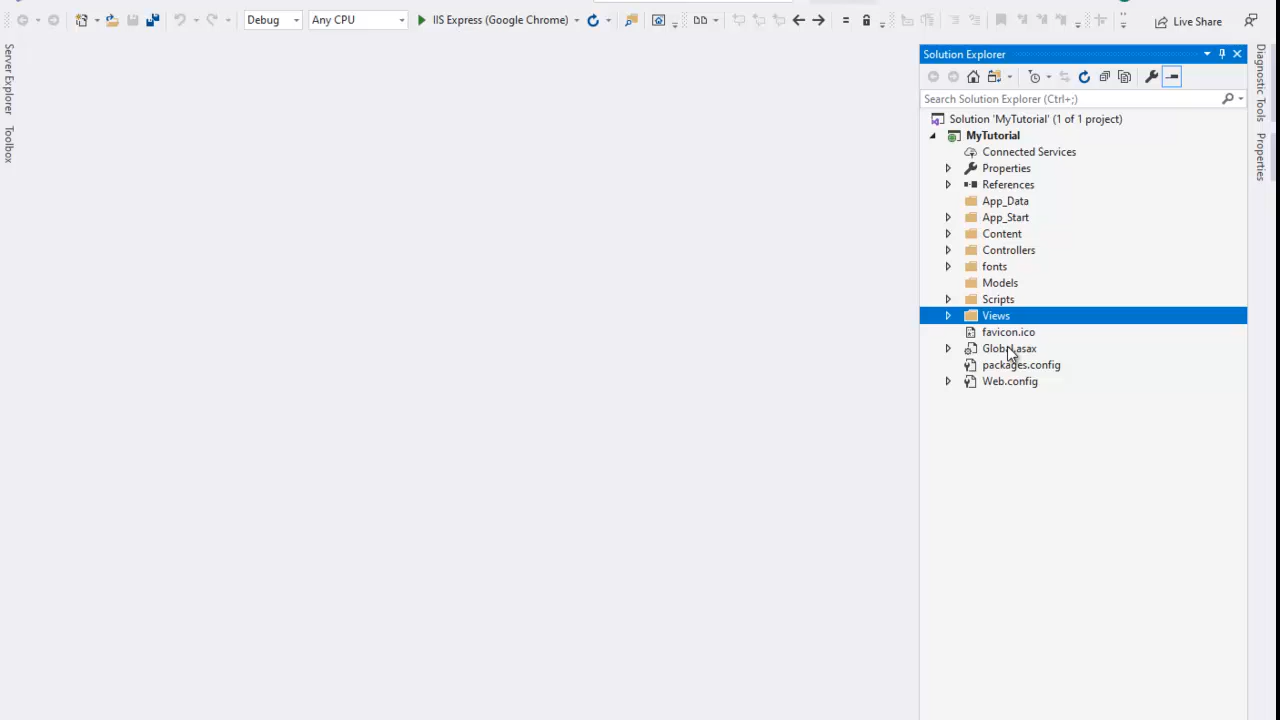 Debug
Any CPU
IIS Express (Google Chrome)
Live Share
Server Explorer
Toolbox
Solution Explorer
Search Solution Explorer (Ctrl+;)
Solution 'MyTutorial' (1 of 1 project)
MyTutorial
Connected Services
Properties
References
App_Data
App_Start
Content
Controllers
fonts
Models
Scripts
Views
favicon.ico
Global.asax
packages.config
Web.config
Diagnostic Tools
Properties